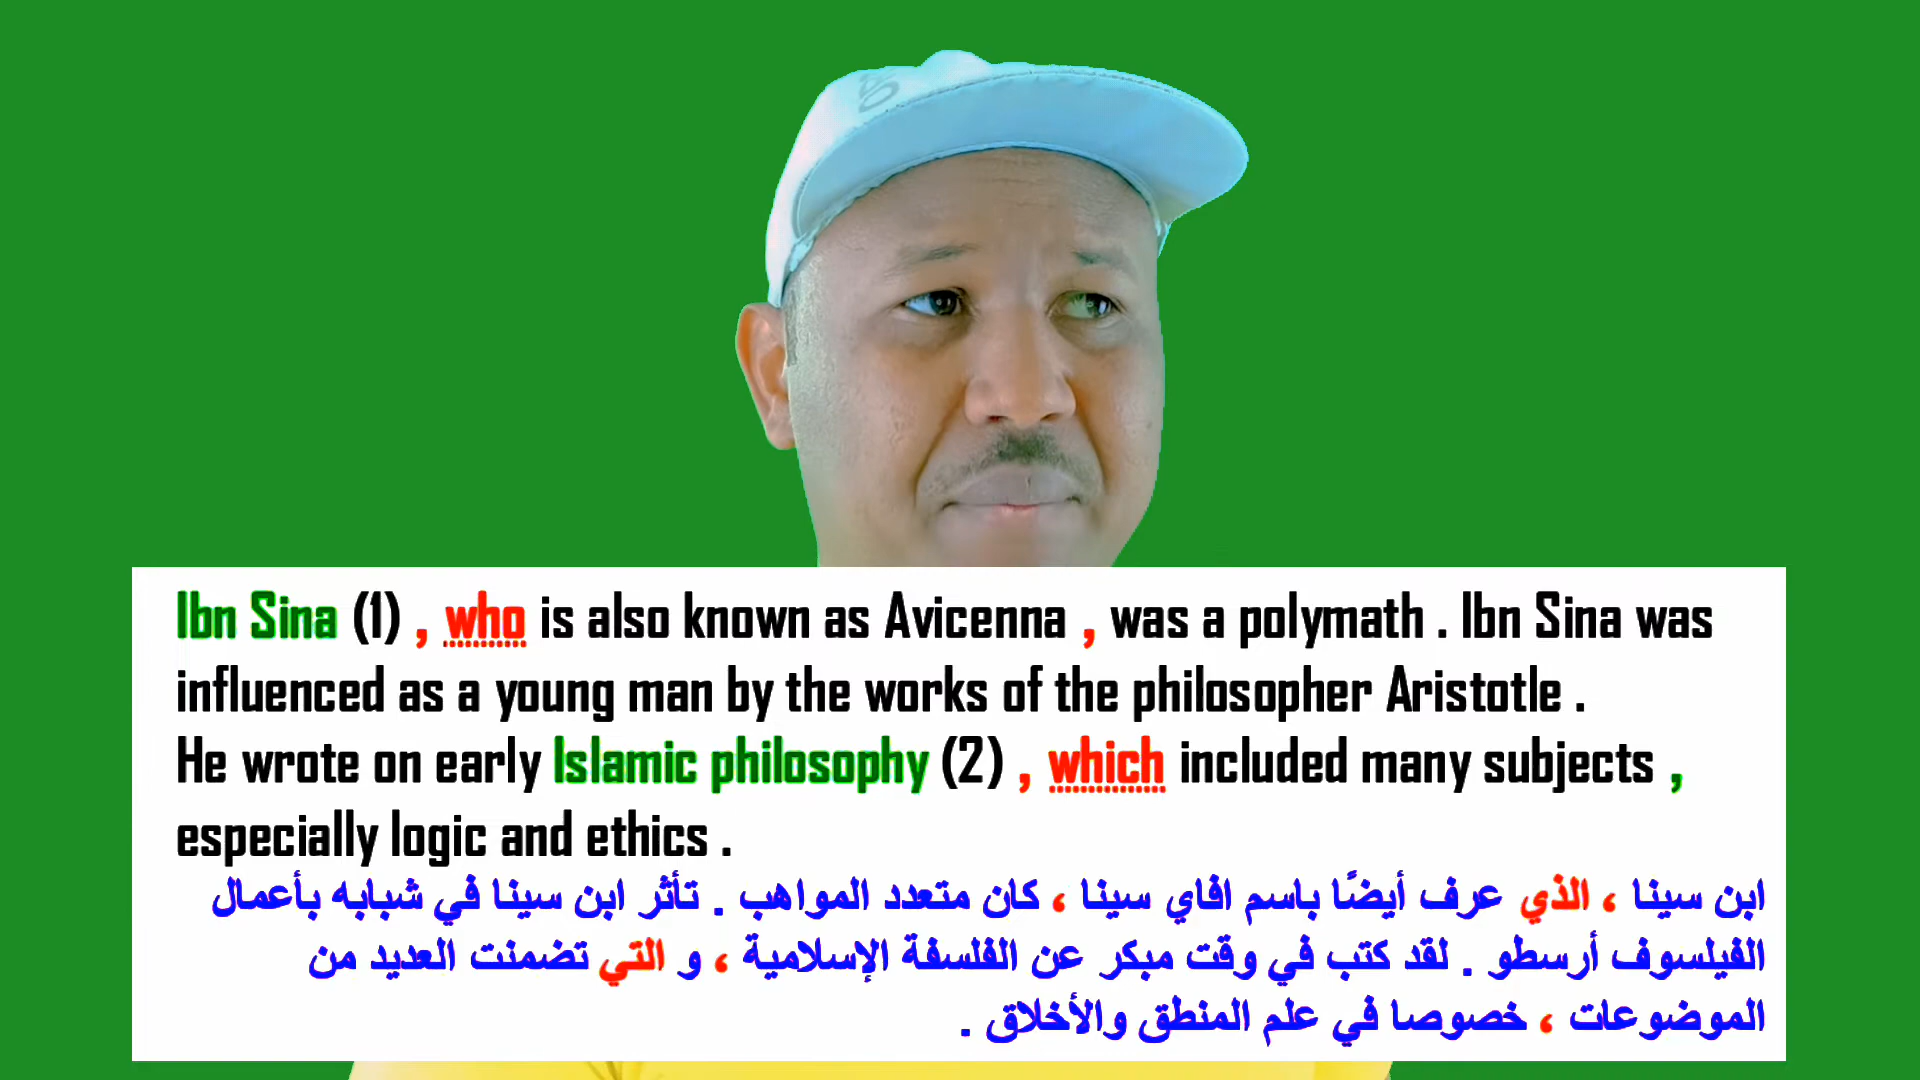 Ibn Sina (1) , who is also known as Avicenna , was a polymath . Ibn Sina was
influenced as a young man by the works of the philosopher Aristotle .
He wrote on early Islamic philosophy (2) , which included many subjects ,
especially logic and ethics .
ابن سينا ، الذي عرف أيضًا باسم افاي سينا ، كان متعدد المواهب . تأثر ابن سينا في شبابه بأعمال
الفيلسوف أرسطو . لقد كتب في وقت مبكر عن الفلسفة الإسلامية ، و التي تضمنت العديد من
الموضوعات ، خصوصا في علم المنطق والأخلاق .